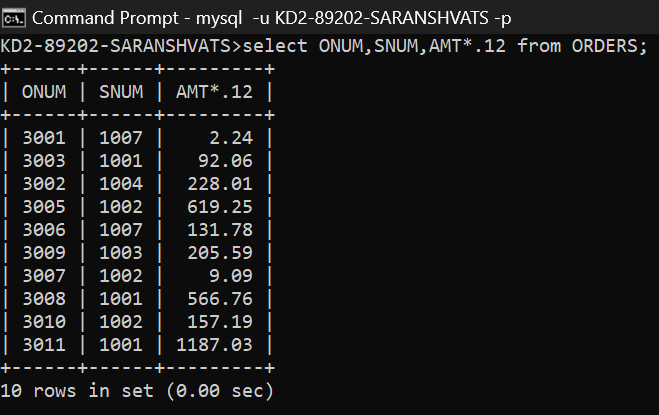 Command Prompt - mysql  -u KD2-89202-SARANSHVATS -p
KD2-89202-SARANSHVATS>select ONUM,SNUM,AMT*.12 from ORDERS;
+------+------+---------+
| ONUM | SNUM | AMT*.12 |
+------+------+---------+
| 3001 | 1007 |    2.24 |
| 3003 | 1001 |   92.06 |
| 3002 | 1004 |  228.01 |
| 3005 | 1002 |  619.25 |
| 3006 | 1007 |  131.78 |
| 3009 | 1003 |  205.59 |
| 3007 | 1002 |    9.09 |
| 3008 | 1001 |  566.76 |
| 3010 | 1002 |  157.19 |
| 3011 | 1001 | 1187.03 |
+------+------+---------+
10 rows in set (0.00 sec)